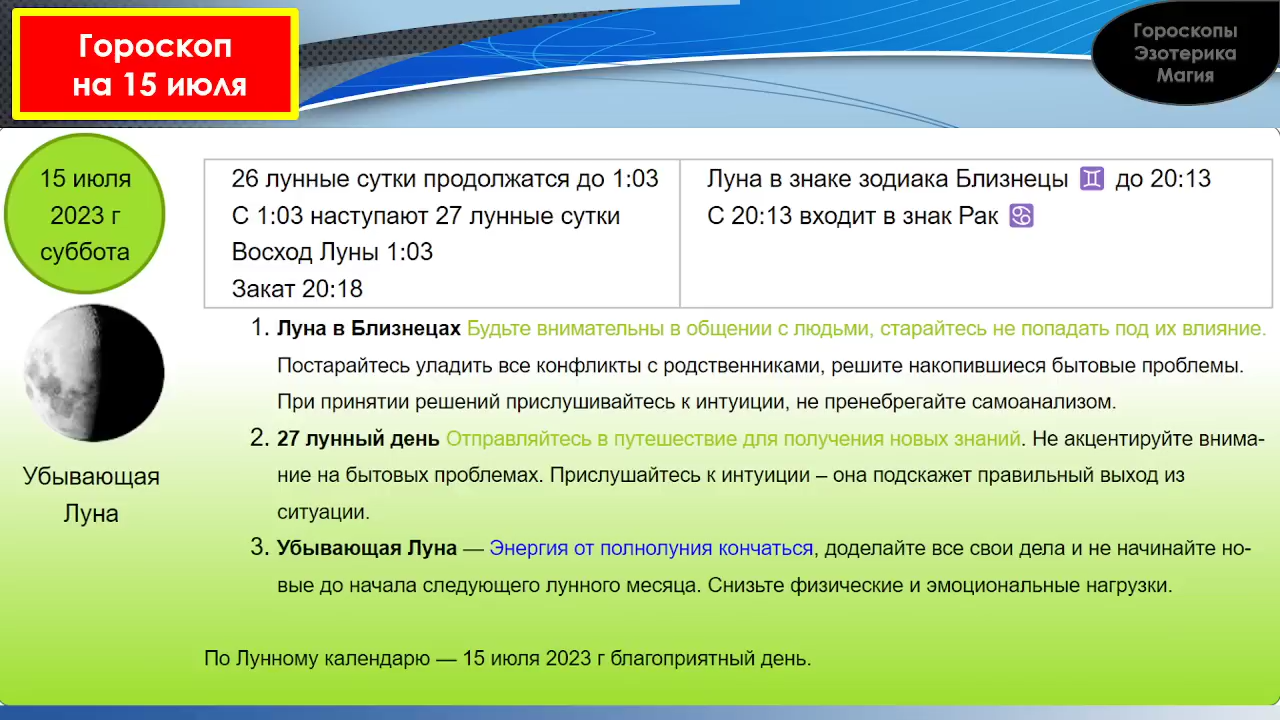 Гороскоп
на 15 июля
Гороскопы
Эзотерика
Магия
15 июля
2023 г
суббота
26 лунные сутки продолжатся до 1:03
С 1:03 наступают 27 лунные сутки
Восход Луны 1:03
Закат 20:18
Луна в знаке зодиака Близнецы ♊ до 20:13
С 20:13 входит в знак Рак ♋
Убывающая
Луна
1. Луна в Близнецах Будьте внимательны в общении с людьми, старайтесь не попадать под их влияние.
Постарайтесь уладить все конфликты с родственниками, решите накопившиеся бытовые проблемы.
При принятии решений прислушивайтесь к интуиции, не пренебрегайте самоанализом.
2. 27 лунный день Отправляйтесь в путешествие для получения новых знаний. Не акцентируйте внима-
ние на бытовых проблемах. Прислушайтесь к интуиции – она подскажет правильный выход из
ситуации.
3. Убывающая Луна — Энергия от полнолуния кончаться, доделайте все свои дела и не начинайте но-
вые до начала следующего лунного месяца. Снизьте физические и эмоциональные нагрузки.
По Лунному календарю — 15 июля 2023 г благоприятный день.